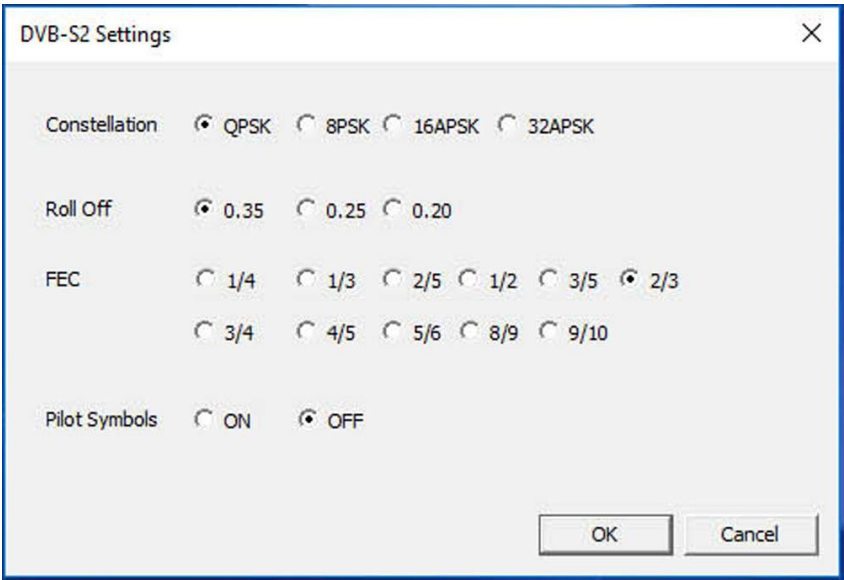 DVB-S2 Settings
Constellation QPSK 8PSK 16APSK 32APSK
Roll Off 0.35 0.25 0.20
FEC 1/4 1/3 2/5 1/2 3/5 2/3
3/4 4/5 5/6 8/9 9/10
Pilot Symbols ON OFF
OK Cancel